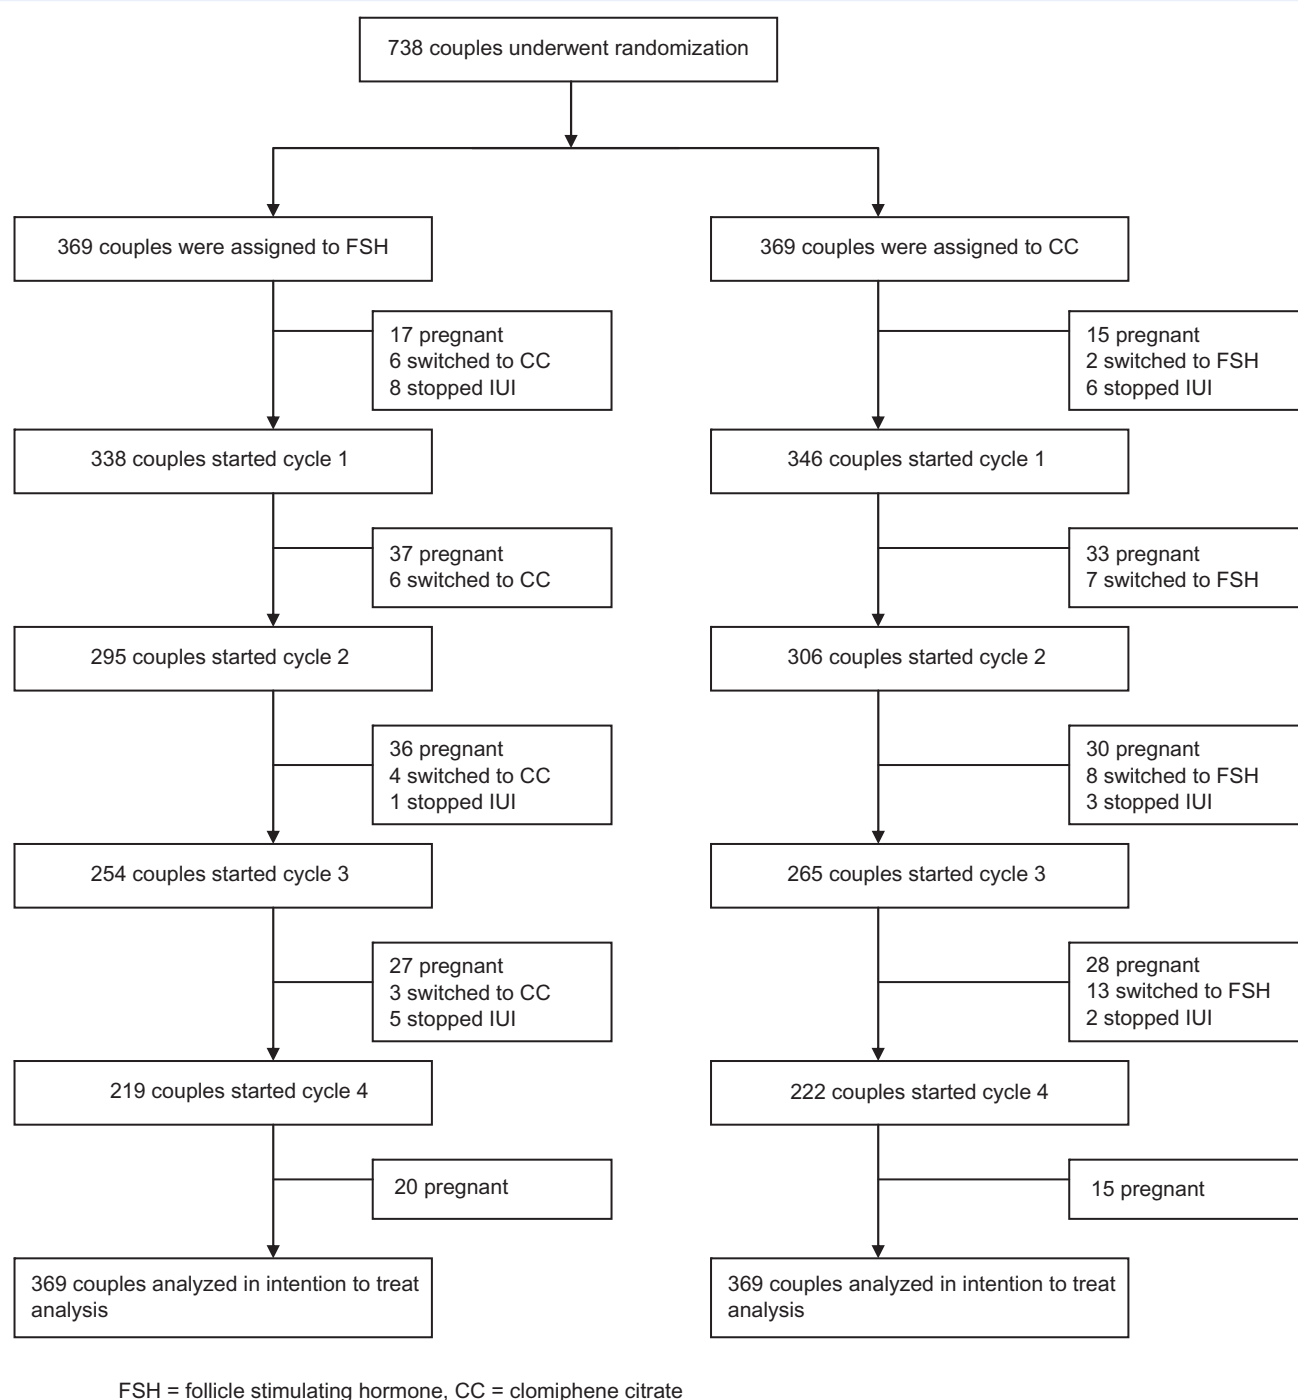 738 couples underwent randomization
369 couples were assigned to FSH
369 couples were assigned to CC
17 pregnant
6 switched to CC
8 stopped IUI
15 pregnant
2 switched to FSH
6 stopped IUI
338 couples started cycle 1
346 couples started cycle 1
37 pregnant
6 switched to CC
33 pregnant
7 switched to FSH
295 couples started cycle 2
306 couples started cycle 2
36 pregnant
4 switched to CC
1 stopped IUI
30 pregnant
8 switched to FSH
3 stopped IUI
254 couples started cycle 3
265 couples started cycle 3
27 pregnant
3 switched to CC
5 stopped IUI
28 pregnant
13 switched to FSH
2 stopped IUI
219 couples started cycle 4
222 couples started cycle 4
20 pregnant
15 pregnant
369 couples analyzed in intention to treat
analysis
369 couples analyzed in intention to treat
analysis
FSH = follicle stimulating hormone, CC = clomiphene citrate